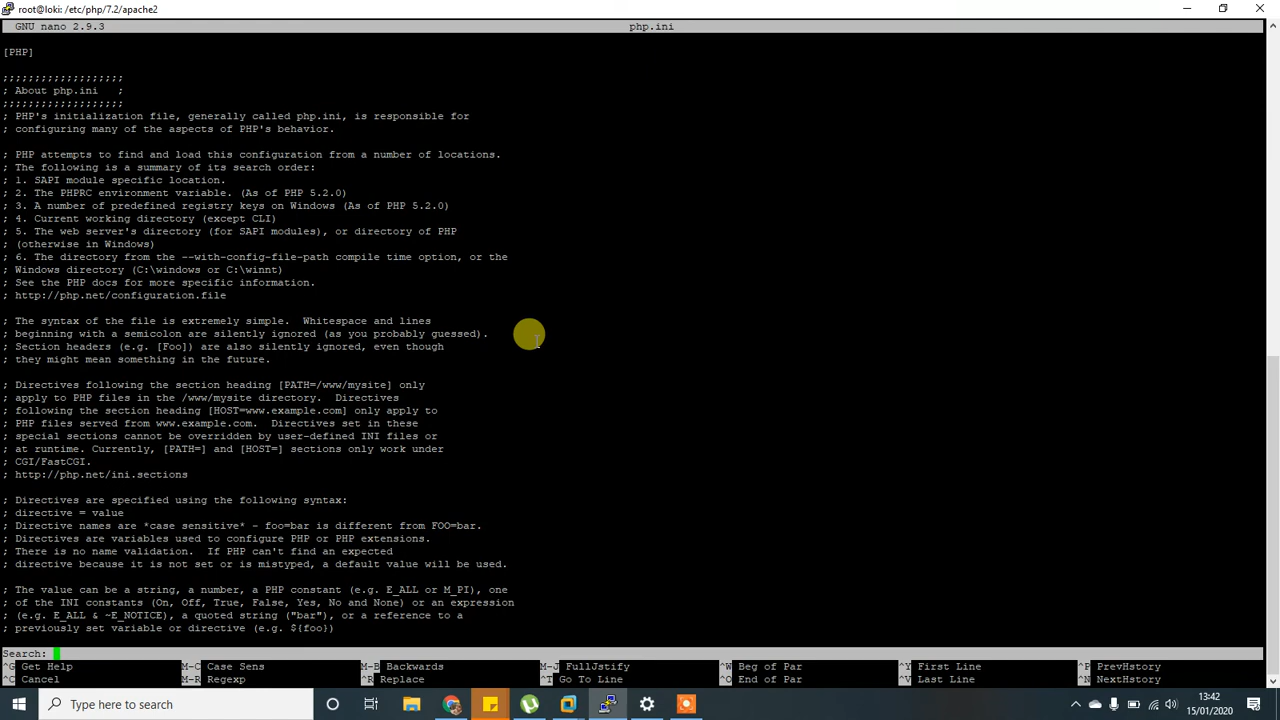 root@loki: /etc/php/7.2/apache2
GNU nano 2.9.3 php.ini
[PHP]
;;;;;;;;;;;;;;;;;;;
; About php.ini   ;
;;;;;;;;;;;;;;;;;;;
; PHP's initialization file, generally called php.ini, is responsible for
; configuring many of the aspects of PHP's behavior.
; PHP attempts to find and load this configuration from a number of locations.
; The following is a summary of its search order:
; 1. SAPI module specific location.
; 2. The PHPRC environment variable. (As of PHP 5.2.0)
; 3. A number of predefined registry keys on Windows (As of PHP 5.2.0)
; 4. Current working directory (except CLI)
; 5. The web server's directory (for SAPI modules), or directory of PHP
; (otherwise in Windows)
; 6. The directory from the --with-config-file-path compile time option, or the
; Windows directory (C:\windows or C:\winnt)
; See the PHP docs for more specific information.
; http://php.net/configuration.file
; The syntax of the file is extremely simple.  Whitespace and lines
; beginning with a semicolon are silently ignored (as you probably guessed).
; Section headers (e.g. [Foo]) are also silently ignored, even though
; they might mean something in the future.
; Directives following the section heading [PATH=/www/mysite] only
; apply to PHP files in the /www/mysite directory.  Directives
; following the section heading [HOST=www.example.com] only apply to
; PHP files served from www.example.com.  Directives set in these
; special sections cannot be overridden by user-defined INI files or
; at runtime. Currently, [PATH=] and [HOST=] sections only work under
; CGI/FastCGI.
; http://php.net/ini.sections
; Directives are specified using the following syntax:
; directive = value
; Directive names are *case sensitive* - foo=bar is different from FOO=bar.
; Directives are variables used to configure PHP or PHP extensions.
; There is no name validation.  If PHP can't find an expected
; directive because it is not set or is mistyped, a default value will be used.
; The value can be a string, a number, a PHP constant (e.g. E_ALL or M_PI), one
; of the INI constants (On, Off, True, False, Yes, No and None) or an expression
; (e.g. E_ALL & ~E_NOTICE), a quoted string ("bar"), or a reference to a
; previously set variable or directive (e.g. ${foo})
Search:
^G Get Help M-C Case Sens M-B Backwards M-J FullJstify ^W Beg of Par ^Y First Line ^P PrevHstory
^C Cancel M-R Regexp ^R Replace ^T Go To Line ^O End of Par ^V Last Line ^N NextHstory
Type here to search
13:42
15/01/2020